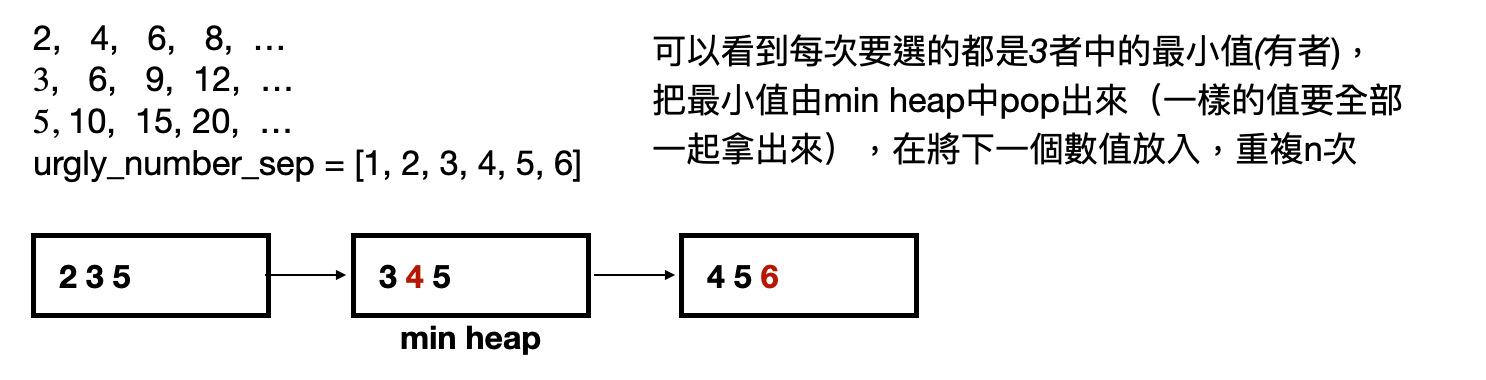 2, 4, 6, 8, …
3, 6, 9, 12, …
5, 10, 15, 20, …
urgly_number_sep = [1, 2, 3, 4, 5, 6]
可以看到每次要選的都是3者中的最小值(有者)，
把最小值由min heap中pop出來（一樣的值要全部
一起拿出來），在將下一個數值放入，重複n次
2 3 5
3 4 5
4 5 6
min heap